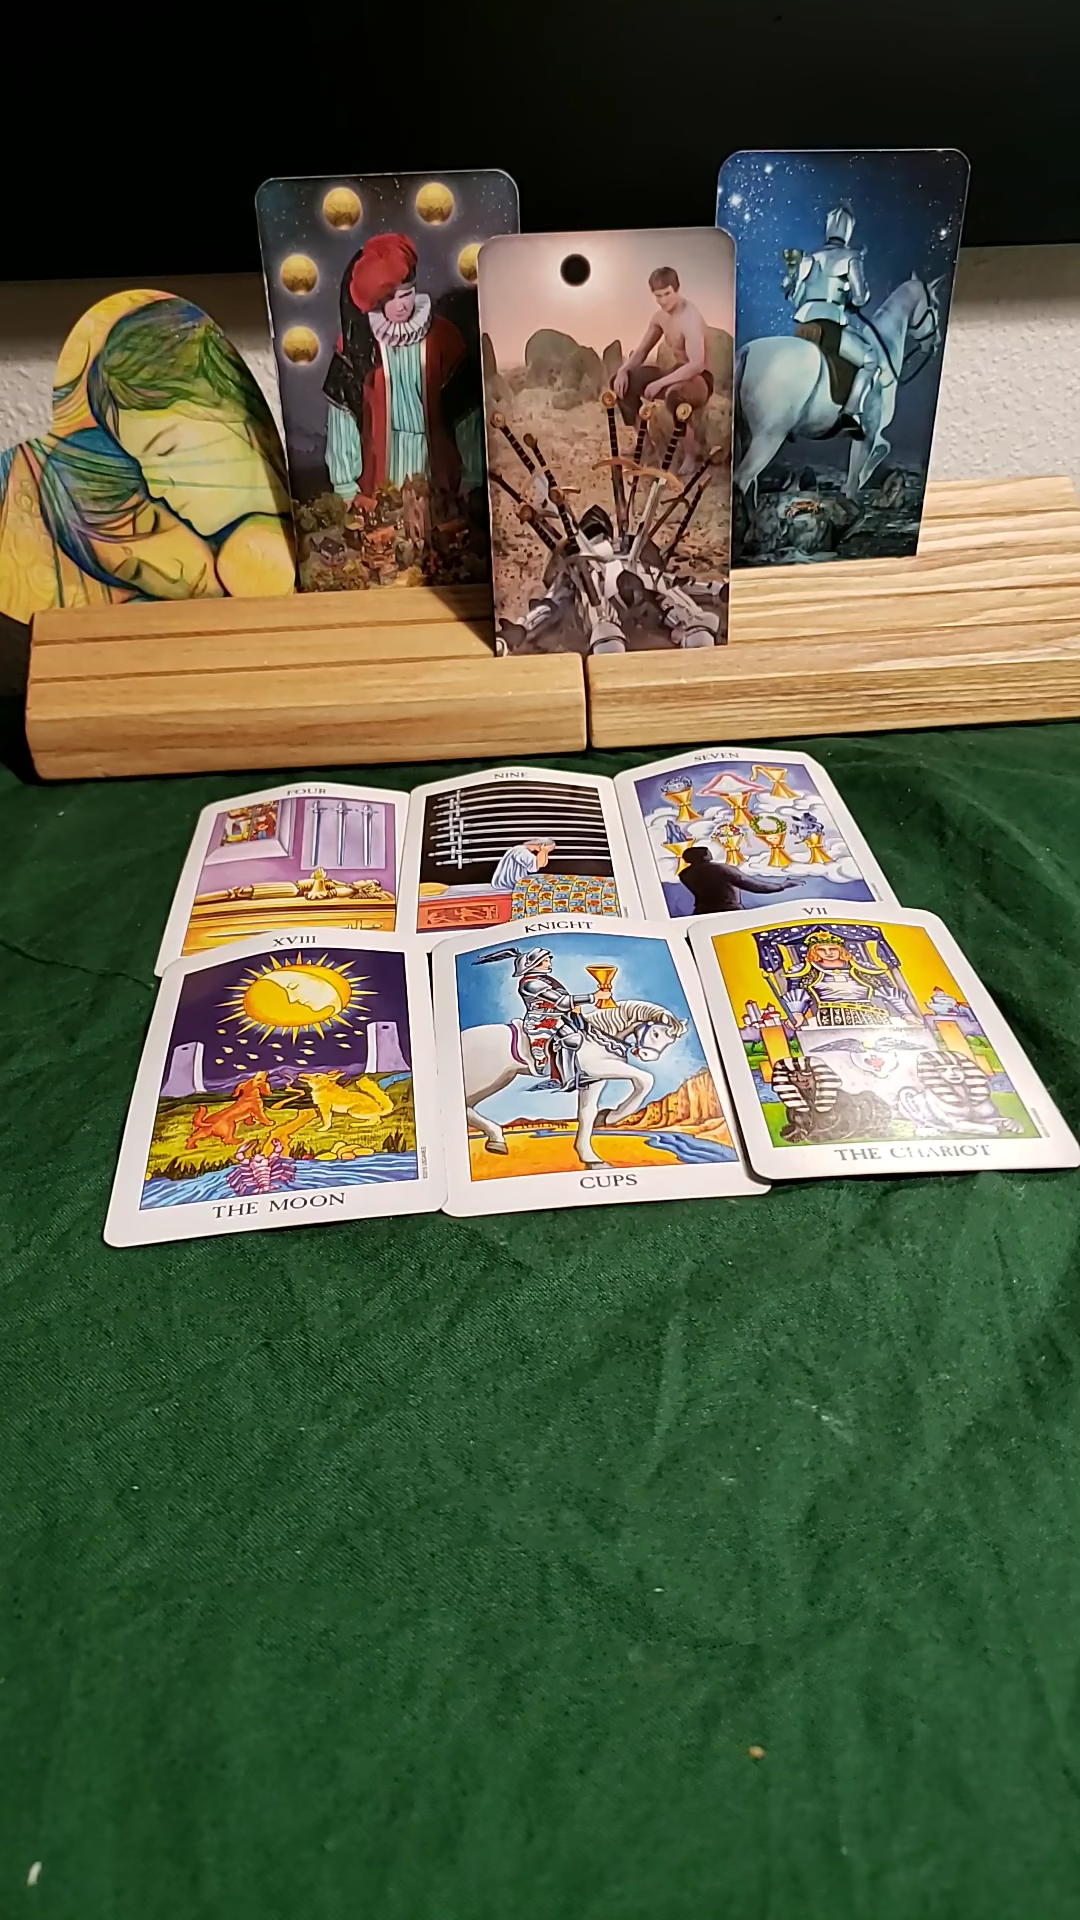 FOUR
NINE
SEVEN
XVIII
KNIGHT
VII
THE MOON
CUPS
THE CHARIOT